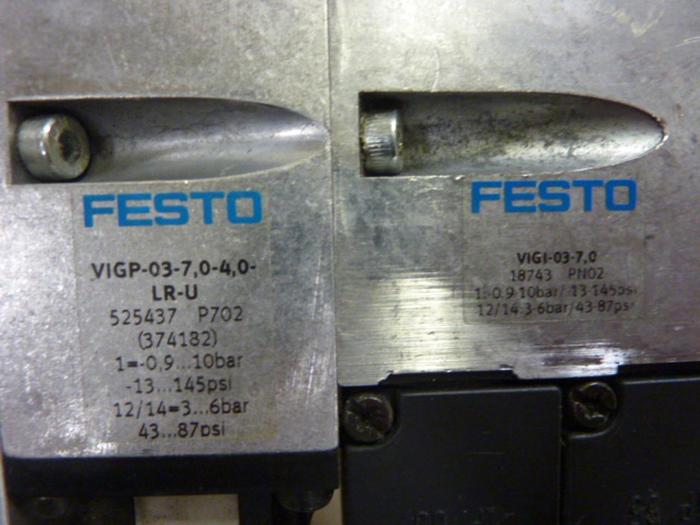 FESTO
VIGP-03-7,0-4,0-
LR-U
525437 P702
(374182)
1=-0,9...10bar
-13...145psi
12/14=3...6bar
43...87psi
FESTO
VIGI-03-7,0
18743 PN02
1:-0.9-10bar/-13-145psi
12/14:3-6bar/43-87psi